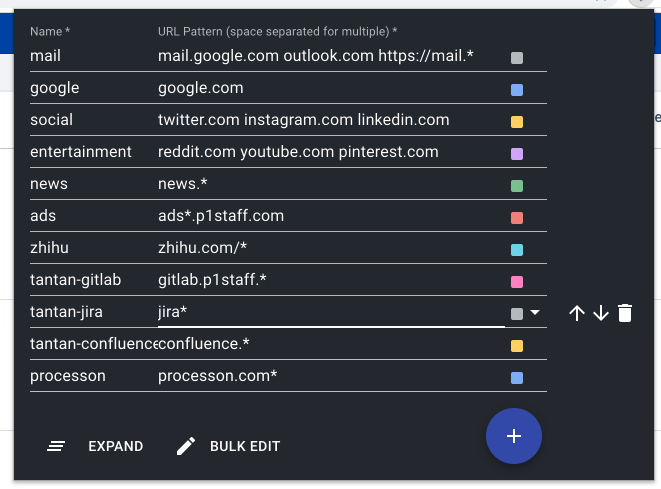 Name * URL Pattern (space separated for multiple) *
mail mail.google.com outlook.com https://mail.*
google google.com
social twitter.com instagram.com linkedin.com
entertainment reddit.com youtube.com pinterest.com
news news.*
ads ads*.p1staff.com
zhihu zhihu.com/*
tantan-gitlab gitlab.p1staff.*
tantan-jira jira*
tantan-confluence confluence.*
processon processon.com*
EXPAND BULK EDIT